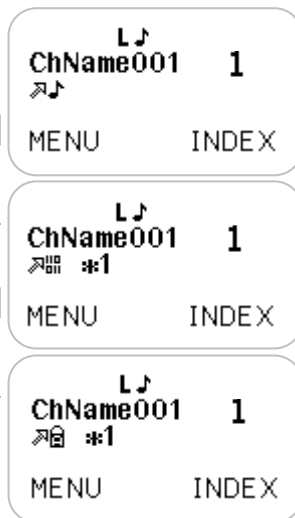 L♪
ChName001 1
♪
MENU INDEX
L♪
ChName001 1
*1
MENU INDEX
L♪
ChName001 1
*1
MENU INDEX